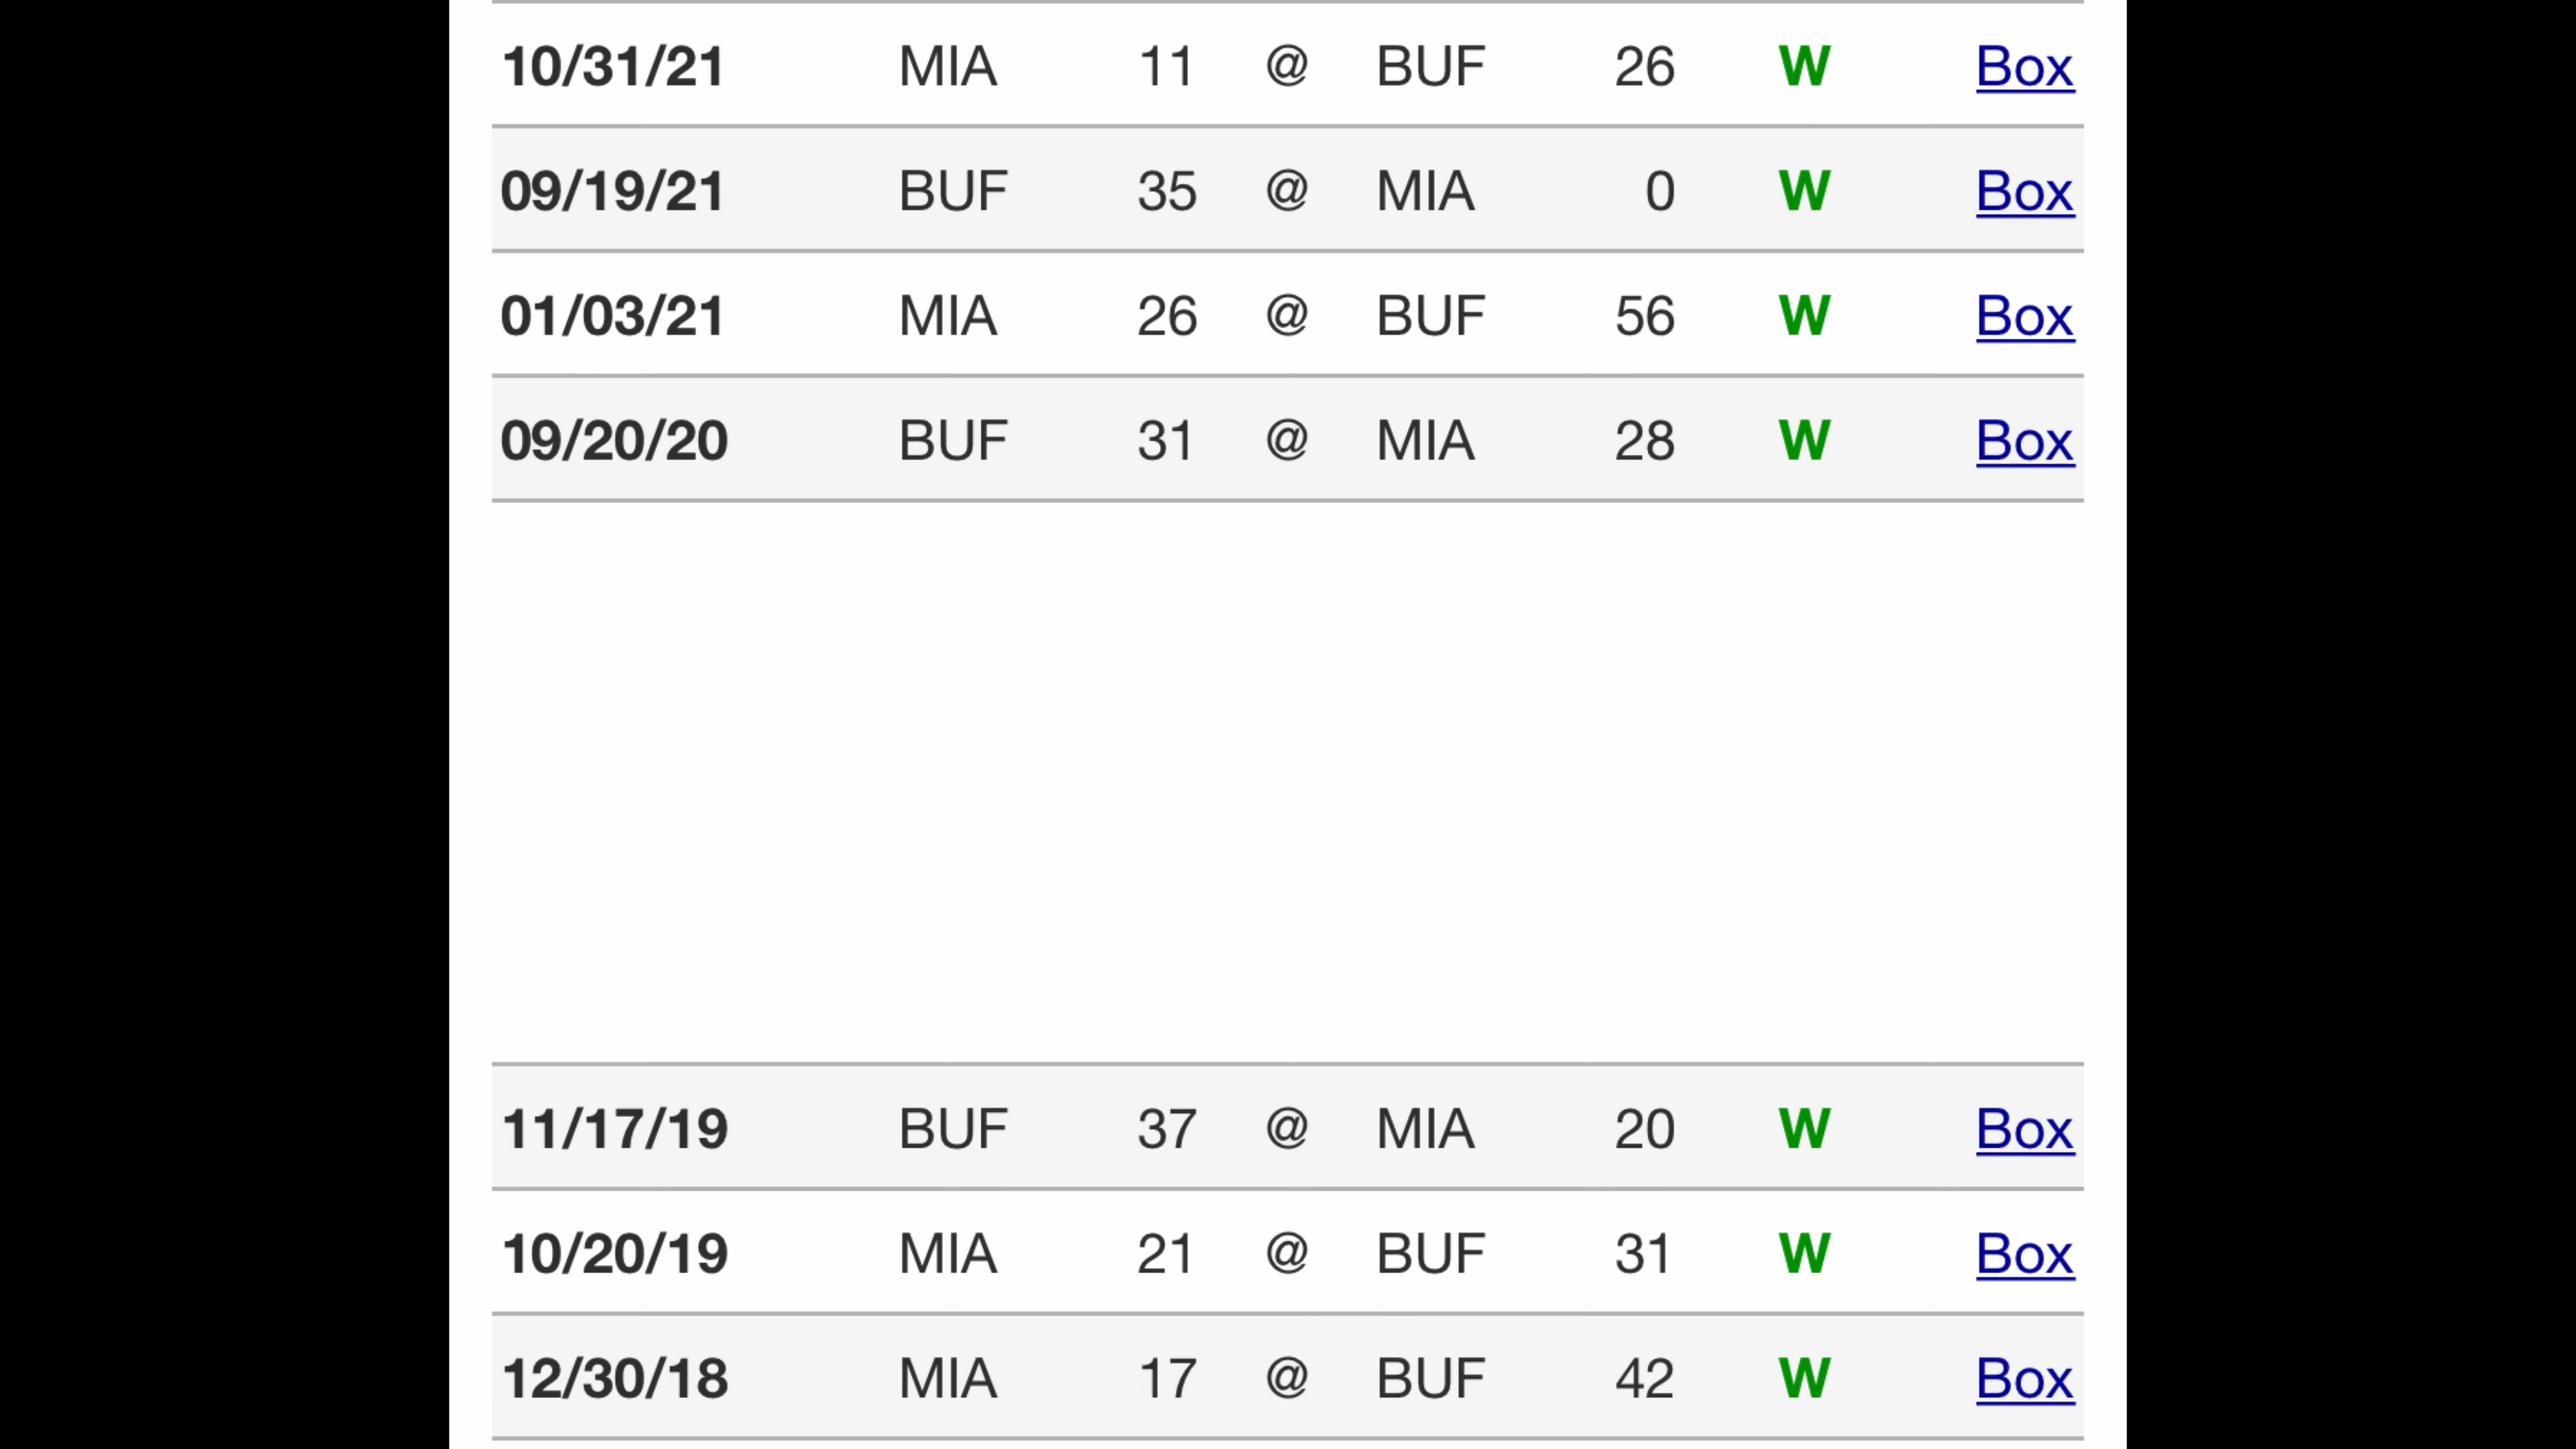 10/31/21 MIA 11 @ BUF 26 W Box
09/19/21 BUF 35 @ MIA 0 W Box
01/03/21 MIA 26 @ BUF 56 W Box
09/20/20 BUF 31 @ MIA 28 W Box
11/17/19 BUF 37 @ MIA 20 W Box
10/20/19 MIA 21 @ BUF 31 W Box
12/30/18 MIA 17 @ BUF 42 W Box